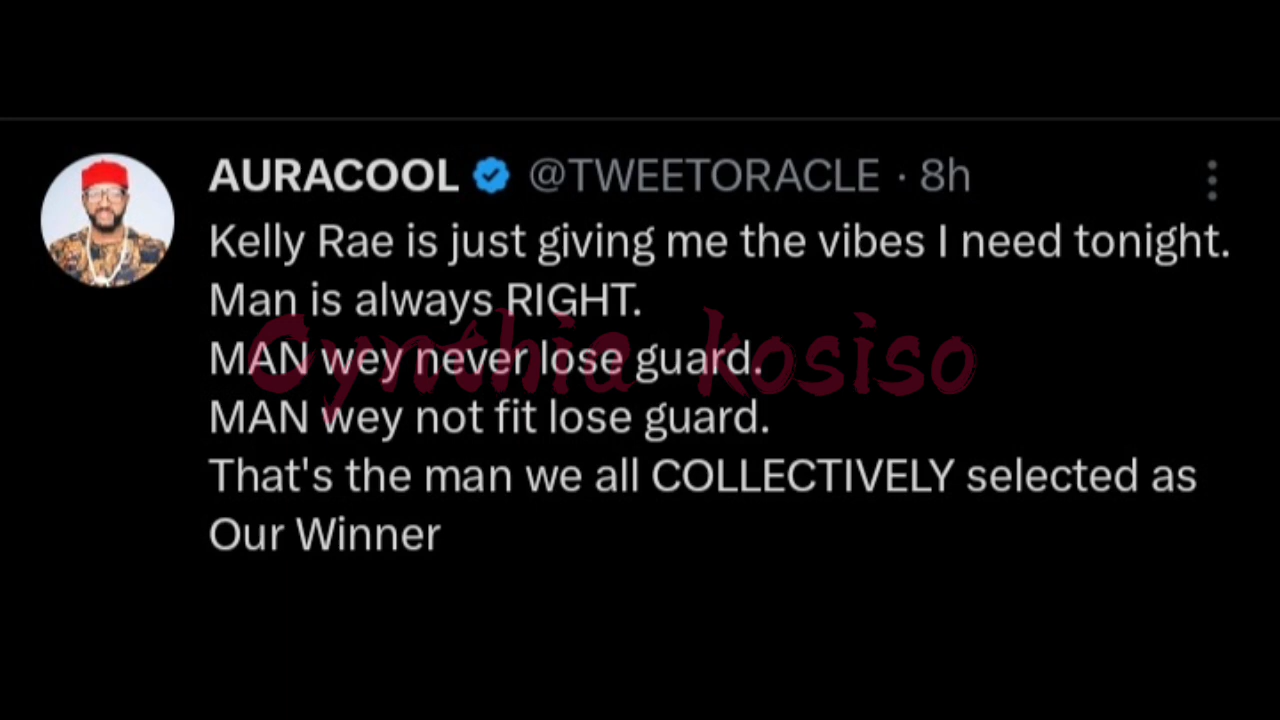 AURACOOL @TWEETORACLE · 8h
Kelly Rae is just giving me the vibes I need tonight.
Man is always RIGHT.
MAN wey never lose guard.
Cynthia kosiso
MAN wey not fit lose guard.
That's the man we all COLLECTIVELY selected as
Our Winner